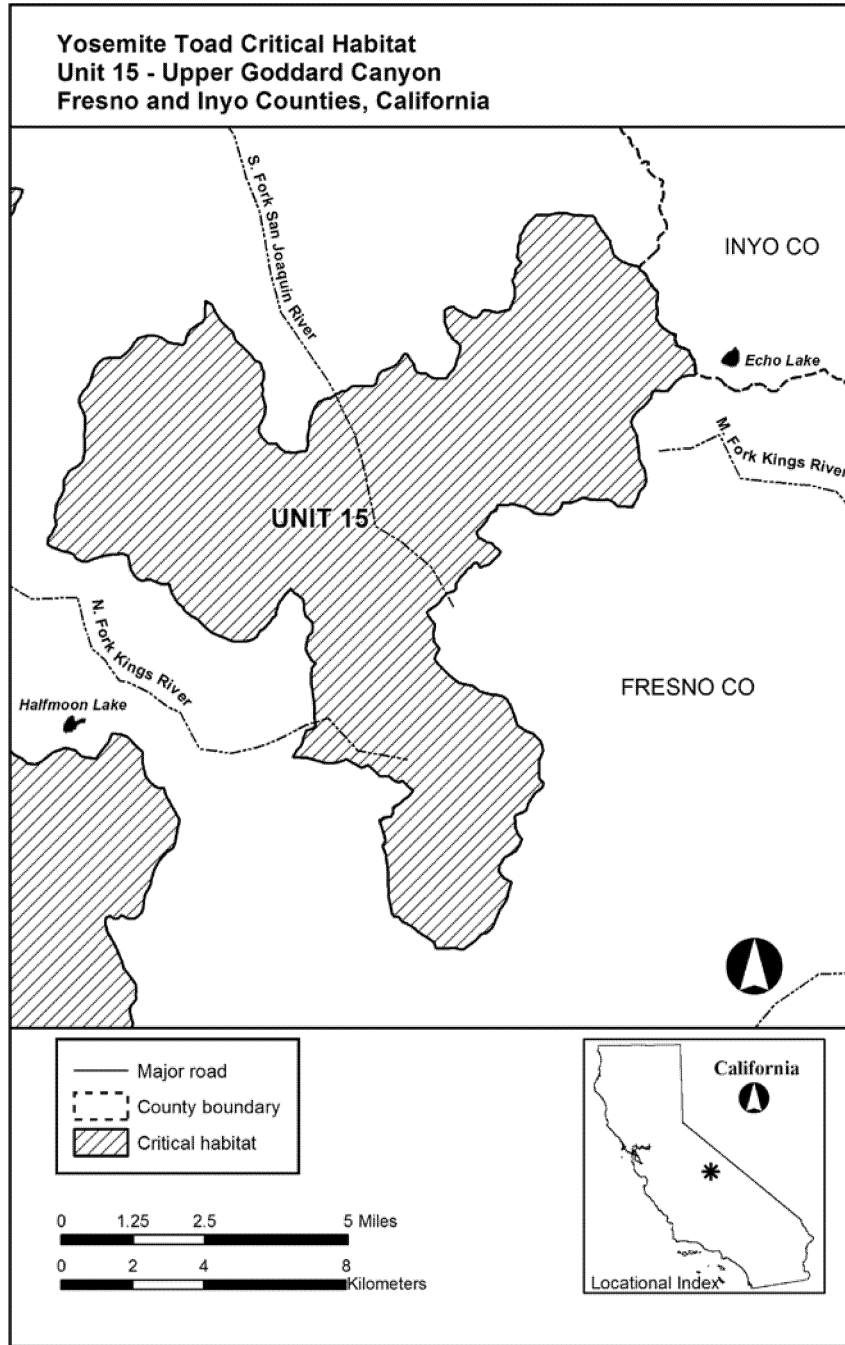 Yosemite Toad Critical Habitat
Unit 15 - Upper Goddard Canyon
Fresno and Inyo Counties, California
S. Fork San Joaquin River
INYO CO
Echo Lake
M. Fork Kings River
UNIT 15
N. Fork Kings River
FRESNO CO
Halfmoon Lake
Major road
County boundary
Critical habitat
0 1.25 2.5 5 Miles
0 2 4 8
Kilometers
California
Locational Index